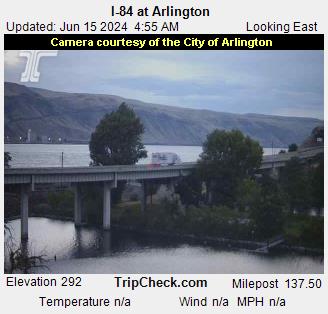 I-84 at Arlington
Updated: Jun 15 2024 4:55 AM Looking East
Camera courtesy of the City of Arlington
Elevation 292 TripCheck.com Milepost 137.50
Temperature n/a Wind n/a MPH n/a